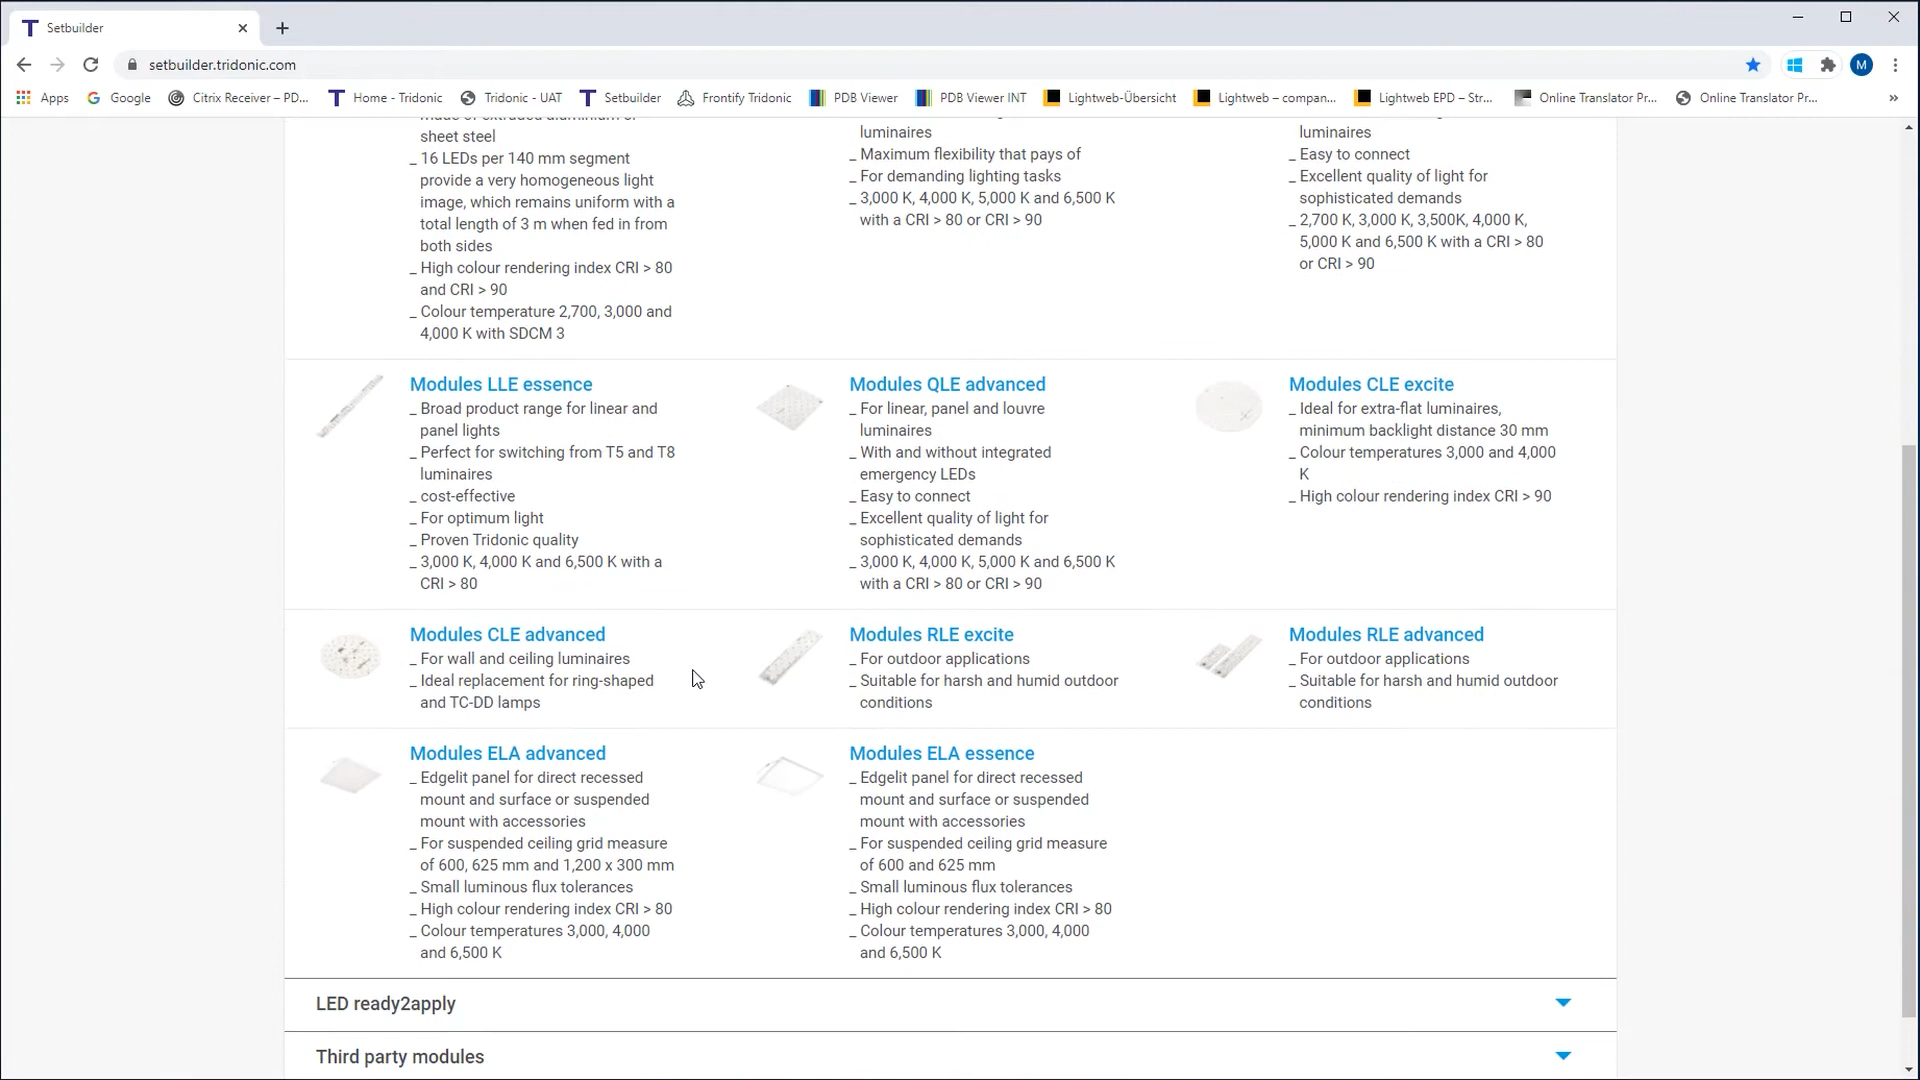 Setbuilder
setbuilder.tridonic.com
M
Apps
Google
Citrix Receiver – PD...
Home - Tridonic
Tridonic - UAT
Setbuilder
Frontify Tridonic
PDB Viewer
PDB Viewer INT
Lightweb-Übersicht
Lightweb – compan...
Lightweb EPD – Str...
Online Translator Pr...
Online Translator Pr...
»
sheet steel
_ 16 LEDs per 140 mm segment
provide a very homogeneous light
image, which remains uniform with a
total length of 3 m when fed in from
both sides
_ High colour rendering index CRI > 80
and CRI > 90
_ Colour temperature 2,700, 3,000 and
4,000 K with SDCM 3
luminaires
_ Maximum flexibility that pays of
_ For demanding lighting tasks
_ 3,000 K, 4,000 K, 5,000 K and 6,500 K
with a CRI > 80 or CRI > 90
luminaires
_ Easy to connect
_ Excellent quality of light for
sophisticated demands
_ 2,700 K, 3,000 K, 3,500K, 4,000 K,
5,000 K and 6,500 K with a CRI > 80
or CRI > 90
Modules LLE essence
_ Broad product range for linear and
panel lights
_ Perfect for switching from T5 and T8
luminaires
_ cost-effective
_ For optimum light
_ Proven Tridonic quality
_ 3,000 K, 4,000 K and 6,500 K with a
CRI > 80
Modules QLE advanced
_ For linear, panel and louvre
luminaires
_ With and without integrated
emergency LEDs
_ Easy to connect
_ Excellent quality of light for
sophisticated demands
_ 3,000 K, 4,000 K, 5,000 K and 6,500 K
with a CRI > 80 or CRI > 90
Modules CLE excite
_ Ideal for extra-flat luminaires,
minimum backlight distance 30 mm
_ Colour temperatures 3,000 and 4,000
K
_ High colour rendering index CRI > 90
Modules CLE advanced
_ For wall and ceiling luminaires
_ Ideal replacement for ring-shaped
and TC-DD lamps
Modules RLE excite
_ For outdoor applications
_ Suitable for harsh and humid outdoor
conditions
Modules RLE advanced
_ For outdoor applications
_ Suitable for harsh and humid outdoor
conditions
Modules ELA advanced
_ Edgelit panel for direct recessed
mount and surface or suspended
mount with accessories
_ For suspended ceiling grid measure
of 600, 625 mm and 1,200 x 300 mm
_ Small luminous flux tolerances
_ High colour rendering index CRI > 80
_ Colour temperatures 3,000, 4,000
and 6,500 K
Modules ELA essence
_ Edgelit panel for direct recessed
mount and surface or suspended
mount with accessories
_ For suspended ceiling grid measure
of 600 and 625 mm
_ Small luminous flux tolerances
_ High colour rendering index CRI > 80
_ Colour temperatures 3,000, 4,000
and 6,500 K
LED ready2apply
Third party modules